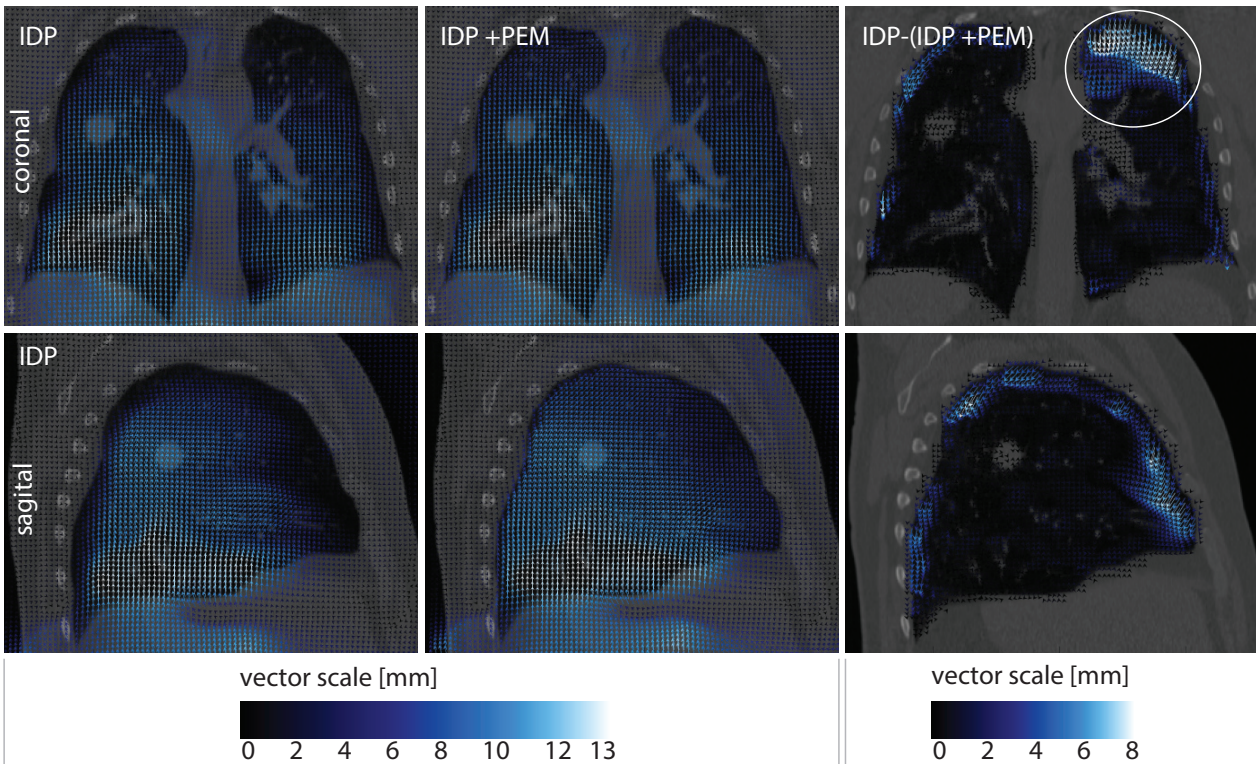 IDP
IDP +PEM
IDP-(IDP +PEM)
coronal
IDP
sagital
vector scale [mm]
vector scale [mm]
0 2 4 6 8 10 12 13
0 2 4 6 8